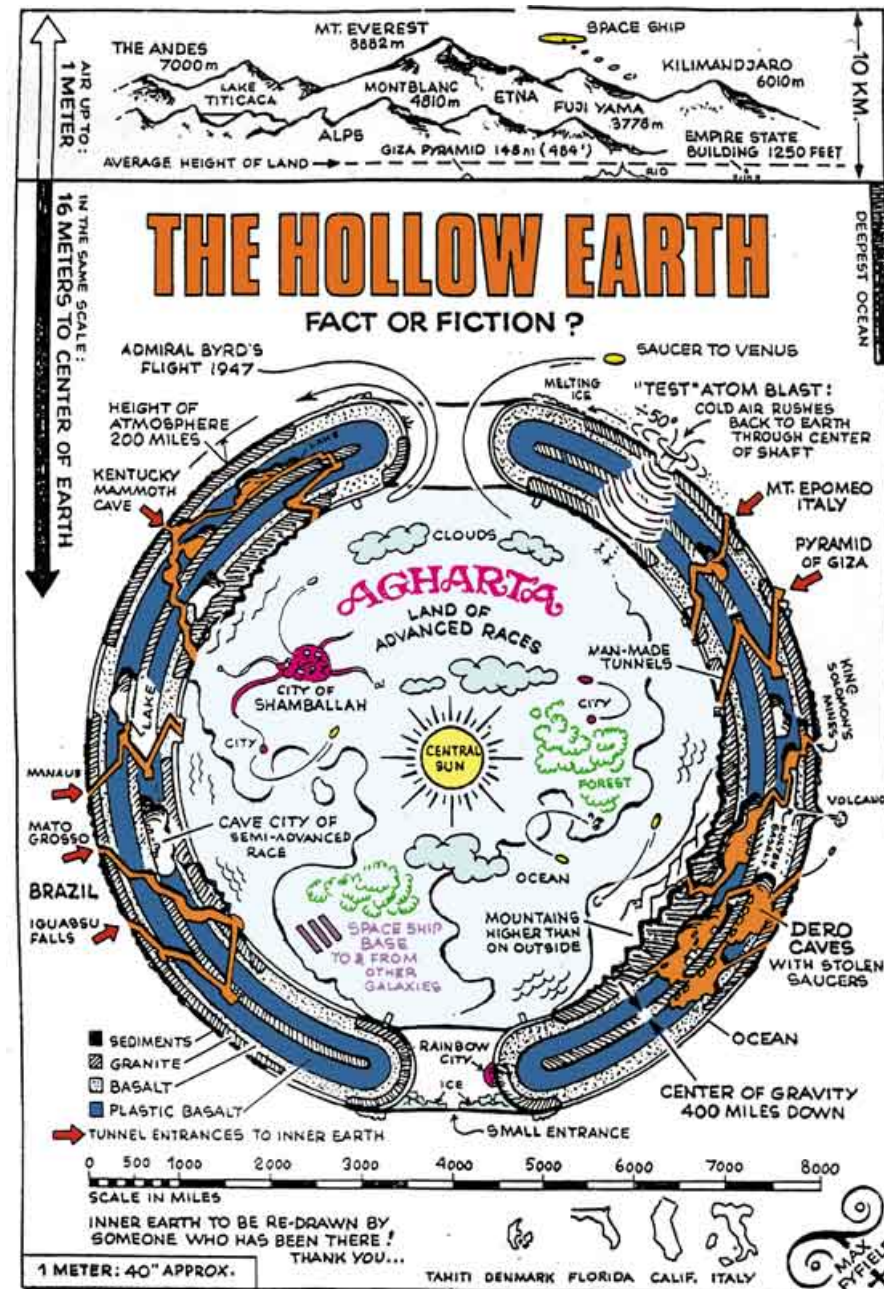 MT. EVEREST
8882 m
SPACE SHIP
THE ANDES
7000 m
KILIMANDJARO
6010 m
LAKE
TITICACA
MONTBLANC
4810 m
ETNA
FUJI YAMA
3778 m
ALPS
GIZA PYRAMID 148 m (484')
EMPIRE STATE
BUILDING 1250 FEET
AVERAGE HEIGHT OF LAND
RIO
10 KM.
AIR UP TO:
1 METER
IN THE SAME SCALE:
16 METERS TO CENTER OF EARTH
DEEPEST OCEAN
THE HOLLOW EARTH
FACT OR FICTION ?
ADMIRAL BYRD'S
FLIGHT 1947
SAUCER TO VENUS
MELTING
ICE
"TEST" ATOM BLAST:
COLD AIR RUSHES
BACK TO EARTH
THROUGH CENTER
OF SHAFT
÷50°
HEIGHT OF
ATMOSPHERE
200 MILES
LAKE
KENTUCKY
MAMMOTH
CAVE
MT. EPOMEO
ITALY
PYRAMID
OF GIZA
CLOUDS
AGHARTA
LAND OF
ADVANCED RACES
MAN-MADE
TUNNELS
KING
SOLOMON'S
MINES
CITY OF
SHAMBALLAH
CITY
CITY
LAKE
CENTRAL
SUN
FOREST
MANAUS
VOLCANO
MATO
GROSSO
CAVE CITY OF
SEMI-ADVANCED
RACE
OCEAN
BRAZIL
IGUASSU
FALLS
SPACE SHIP
BASE
TO & FROM
OTHER
GALAXIES
MOUNTAINS
HIGHER THAN
ON OUTSIDE
DERO
CAVES
WITH STOLEN
SAUCERS
SEDIMENTS
GRANITE
BASALT
PLASTIC BASALT
TUNNEL ENTRANCES TO INNER EARTH
RAINBOW
CITY
ICE
SMALL ENTRANCE
OCEAN
CENTER OF GRAVITY
400 MILES DOWN
0 500 1000 2000 3000 4000 5000 6000 7000 8000
SCALE IN MILES
INNER EARTH TO BE RE-DRAWN BY
SOMEONE WHO HAS BEEN THERE!
THANK YOU...
1 METER: 40" APPROX.
TAHITI DENMARK FLORIDA CALIF. ITALY
MAX
FYFIELD